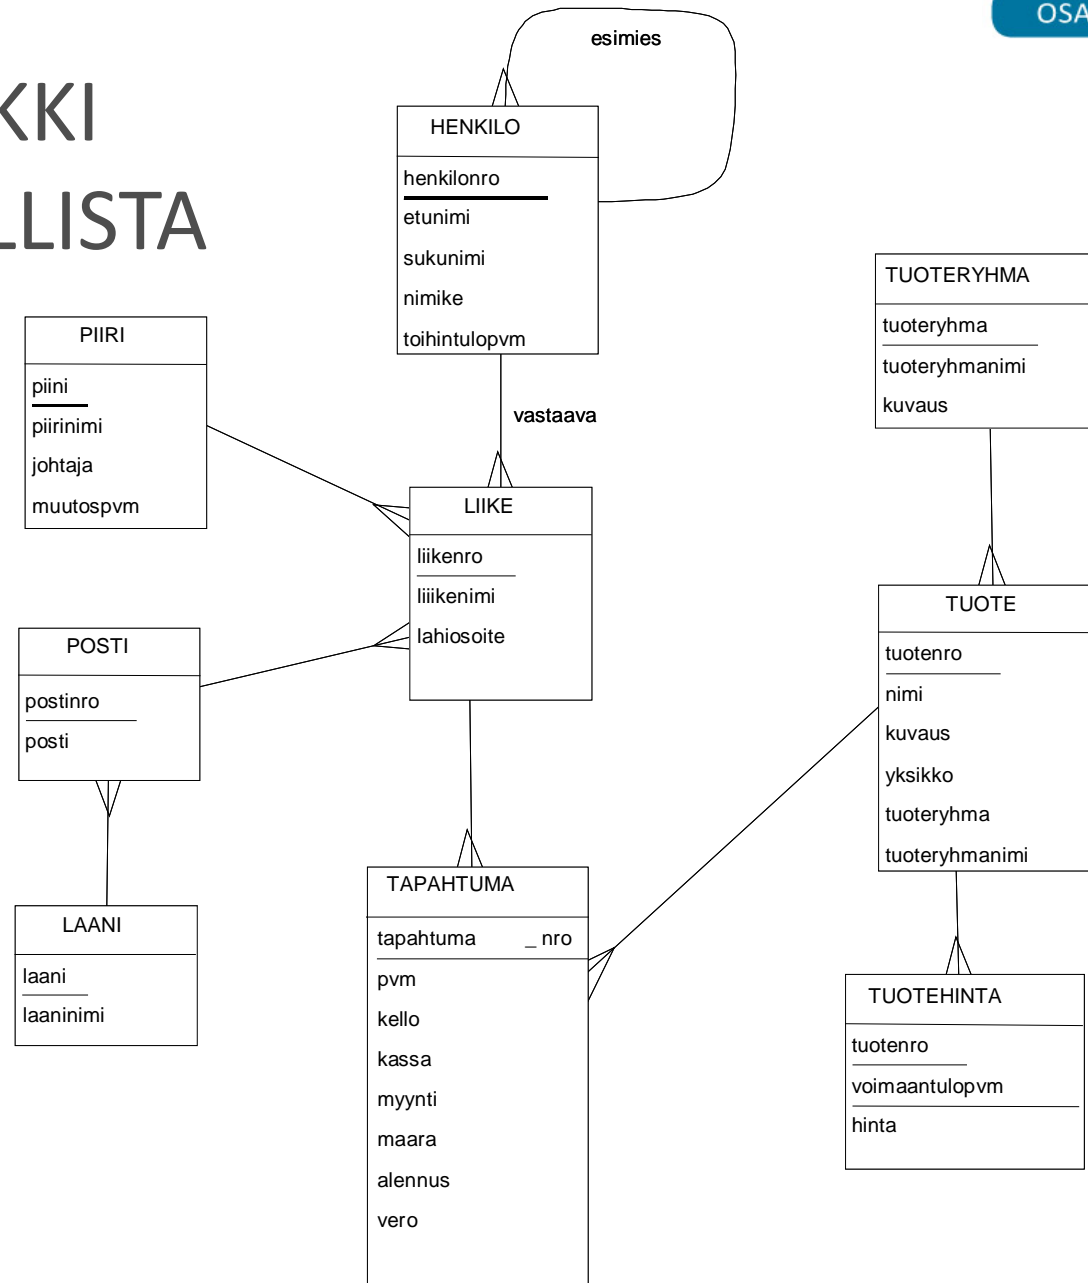 OSA
KKI
LLISTA
esimies
HENKILO
henkilonro
etunimi
sukunimi
nimike
toihintulopvm
vastaava
PIIRI
piini
piirinimi
johtaja
muutospvm
LIIKE
liikenro
liiikenimi
lahiosoite
POSTI
postinro
posti
LAANI
laani
laaninimi
TAPAHTUMA
tapahtuma _ nro
pvm
kello
kassa
myynti
maara
alennus
vero
TUOTERYHMA
tuoteryhma
tuoteryhmanimi
kuvaus
TUOTE
tuotenro
nimi
kuvaus
yksikko
tuoteryhma
tuoteryhmanimi
TUOTEHINTA
tuotenro
voimaantulopvm
hinta